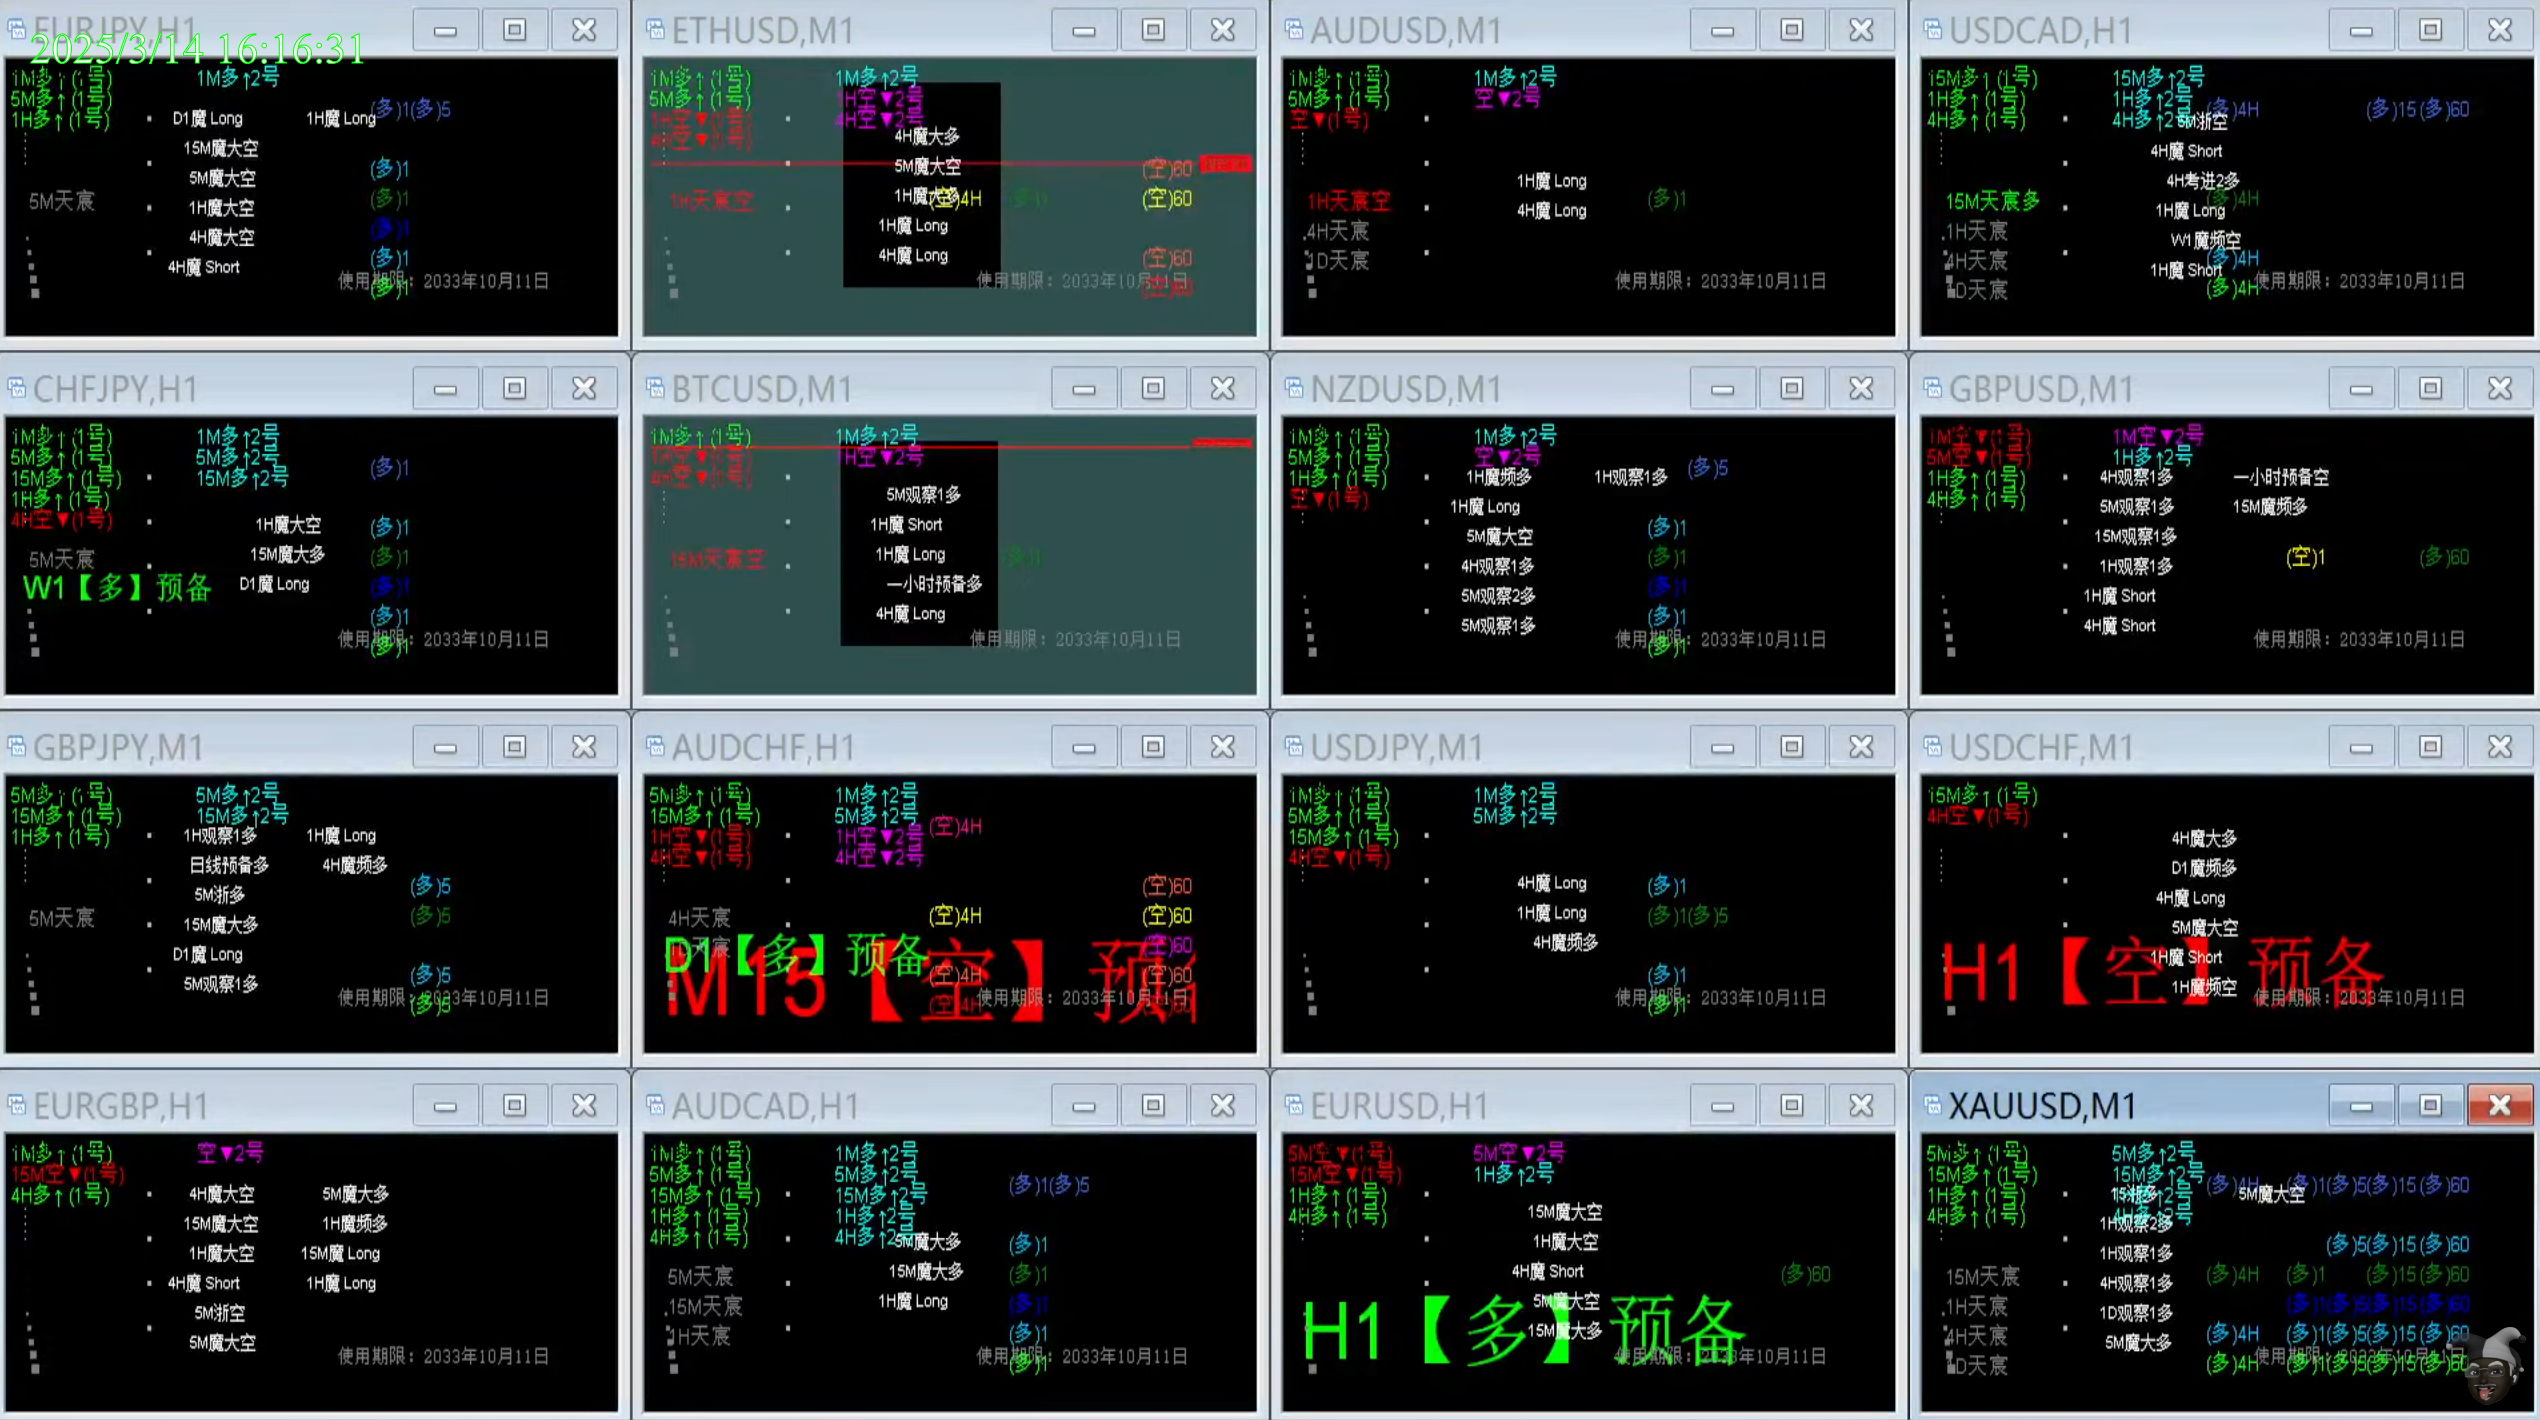 EURJPY,H1
2025/3/14 16:16:31
1M多↑(1号) 1M多↑2号
5M多↑(1号)
1H多↑(1号)
D1魔 Long 1H魔 Long (多)1(多)5
15M魔大空
5M魔大空 (多)1
5M天宸 1H魔大空 (多)1
4H魔大空 (多)1
4H魔 Short (多)1
使用期限: 2033年10月11日
(多)1
ETHUSD,M1
1M多↑(1号) 1M多↑2号
5M多↑(1号) 1H空▼2号
1H空▼(1号) 4H空▼2号
4H空▼(1号) 4H魔大多
5M魔大空 (空)60
1H天宸空 1H魔大多 (空)4H (多)1 (空)60
1H魔 Long
4H魔 Long (空)60
使用期限: 2033年10月11日
(空)60
AUDUSD,M1
1M多↑(1号) 1M多↑2号
5M多↑(1号) 空▼2号
空▼(1号)
1H魔 Long
1H天宸空 4H魔 Long (多)1
4H天宸
1D天宸
使用期限: 2033年10月11日
USDCAD,H1
15M多↑(1号) 15M多↑2号
1H多↑(1号) 1H多↑2号 (多)4H (多)15(多)60
4H多↑(1号) 4H多↑2号 5M浙空
4H魔 Short
4H考进2多
15M天宸多 1H魔 Long (多)4H
1H天宸 W1魔频空
4H天宸 1H魔 Short (多)4H
1D天宸 (多)4H
使用期限: 2033年10月11日
CHFJPY,H1
1M多↑(1号) 1M多↑2号
5M多↑(1号) 5M多↑2号
15M多↑(1号) 15M多↑2号 (多)1
1H多↑(1号)
4H空▼(1号) 1H魔大空 (多)1
5M天宸 15M魔大多 (多)1
W1【多】预备 D1魔 Long (多)1
(多)1
使用期限: 2033年10月11日
(多)1
BTCUSD,M1
1M多↑(1号) 1M多↑2号
1H空▼(1号) 1H空▼2号
4H空▼(1号)
5M观察1多
1H魔 Short
15M天宸空 1H魔 Long (多)1
一小时预备多
4H魔 Long
使用期限: 2033年10月11日
NZDUSD,M1
1M多↑(1号) 1M多↑2号
5M多↑(1号) 空▼2号
1H多↑(1号) 1H魔频多 1H观察1多 (多)5
空▼(1号) 1H魔 Long
5M魔大空 (多)1
4H观察1多 (多)1
5M观察2多 (多)1
5M观察1多 (多)1
使用期限: 2033年10月11日
(多)1
GBPUSD,M1
1M空▼(1号) 1M空▼2号
5M空▼(1号) 1H多↑2号
1H多↑(1号) 4H观察1多 一小时预备空
4H多↑(1号) 5M观察1多 15M魔频多
15M观察1多
1H观察1多 (空)1 (多)60
1H魔 Short
4H魔 Short
使用期限: 2033年10月11日
GBPJPY,M1
5M多↑(1号) 5M多↑2号
15M多↑(1号) 15M多↑2号
1H多↑(1号) 1H观察1多 1H魔 Long
日线预备多 4H魔频多
5M浙多 (多)5
5M天宸 15M魔大多 (多)5
D1魔 Long
5M观察1多 (多)5
使用期限: 2033年10月11日
(多)5
AUDCHF,H1
5M多↑(1号) 1M多↑2号
15M多↑(1号) 5M多↑2号
1H空▼(1号) 1H空▼2号 (空)4H
4H空▼(1号) 4H空▼2号
(空)60
4H天宸 (空)4H (空)60
1D天宸 (空)60
D1【多】预备
M15【空】预
(空)4H (空)60
(空)4H
使用期限: 2033年10月11日
USDJPY,M1
1M多↑(1号) 1M多↑2号
5M多↑(1号) 5M多↑2号
15M多↑(1号)
4H空▼(1号)
4H魔 Long (多)1
1H魔 Long (多)1(多)5
4H魔频多
(多)1
使用期限: 2033年10月11日
(多)1
USDCHF,M1
15M多↑(1号)
4H空▼(1号)
4H魔大多
D1魔频多
4H魔 Long
5M魔大空
1H魔 Short
H1【空】预备
1H魔频空
使用期限: 2033年10月11日
EURGBP,H1
1M多↑(1号) 空▼2号
15M空▼(1号)
4H多↑(1号) 4H魔大空 5M魔大多
15M魔大空 1H魔频多
1H魔大空 15M魔 Long
4H魔 Short 1H魔 Long
5M浙空
5M魔大空
使用期限: 2033年10月11日
AUDCAD,H1
1M多↑(1号) 1M多↑2号
5M多↑(1号) 5M多↑2号 (多)1(多)5
15M多↑(1号) 15M多↑2号
1H多↑(1号) 1H多↑2号
4H多↑(1号) 4H多↑2号 5M魔大多 (多)1
5M天宸 15M魔大多 (多)1
15M天宸 1H魔 Long (多)1
1H天宸 (多)1
使用期限: 2033年10月11日
(多)1
EURUSD,H1
5M空▼(1号) 5M空▼2号
15M空▼(1号) 1H多↑2号
1H多↑(1号)
4H多↑(1号) 15M魔大空
1H魔大空
4H魔 Short (多)60
5M魔大空
H1【多】预备
15M魔大多
使用期限: 2033年10月11日
XAUUSD,M1
5M多↑(1号) 5M多↑2号
15M多↑(1号) 15M多↑2号 (多)4H (多)1(多)5(多)15(多)60
1H多↑(1号) 5M魔大空
4H多↑(1号) 4H多↑2号 1H观察2多
1H观察1多 (多)5(多)15(多)60
15M天宸 4H观察1多 (多)4H (多)1 (多)15(多)60
1H天宸 1D观察1多 (多)1(多)5(多)15(多)60
4H天宸 5M魔大多 (多)4H (多)1(多)5(多)15(多)60
1D天宸 (多)4H (多)1(多)5(多)15(多)60